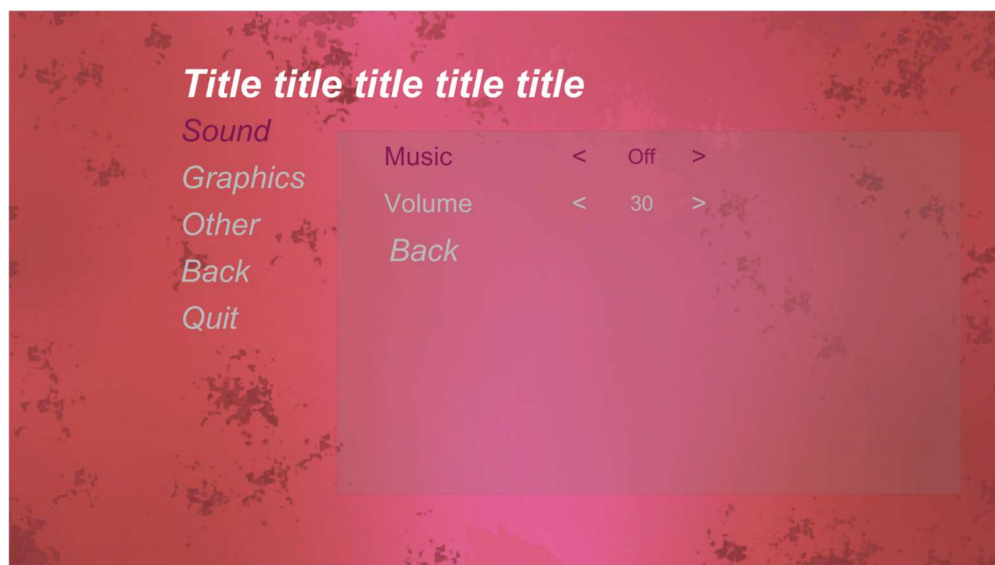 Title title title title title
Sound
Graphics
Other
Back
Quit
Music < Off >
Volume < 30 >
Back